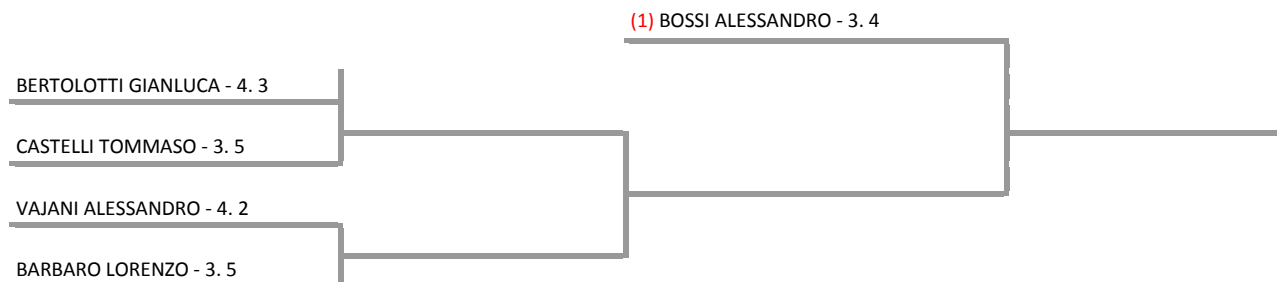 (1) BOSSI ALESSANDRO - 3. 4
BERTOLOTTI GIANLUCA - 4. 3
CASTELLI TOMMASO - 3. 5
VAJANI ALESSANDRO - 4. 2
BARBARO LORENZO - 3. 5